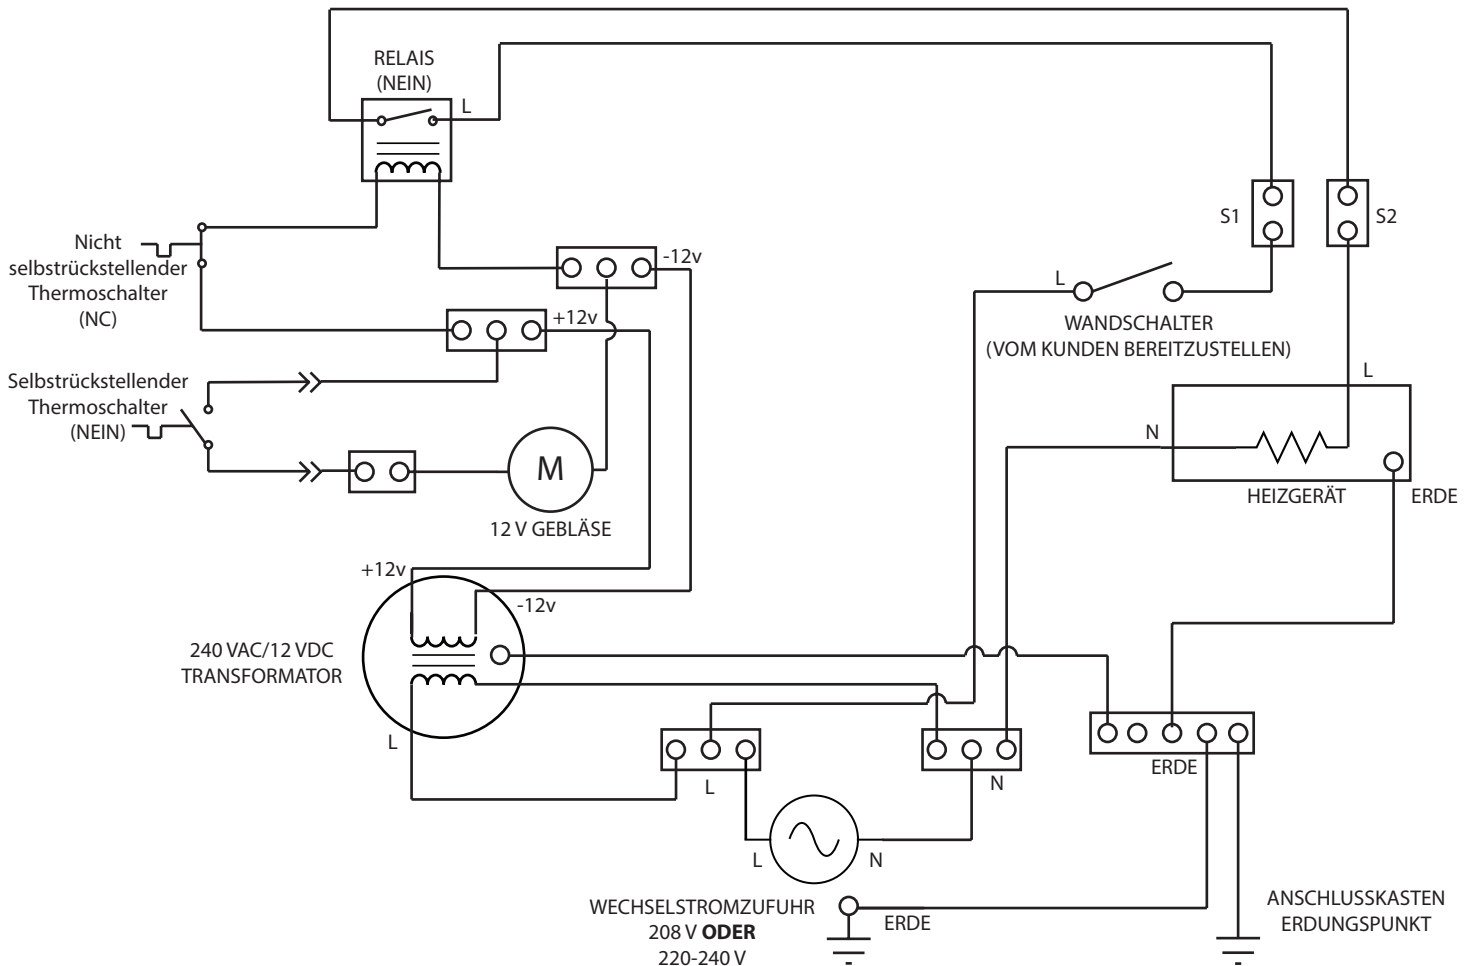 RELAIS
(NEIN)
L
S1
S2
Nicht
selbstrückstellender
Thermoschalter
(NC)
-12v
+12v
L
WANDSCHALTER
(VOM KUNDEN BEREITZUSTELLEN)
Selbstrückstellender
Thermoschalter
(NEIN)
M
12 V GEBLÄSE
L
N
HEIZGERÄT
ERDE
+12v
-12v
240 VAC/12 VDC
TRANSFORMATOR
L
L
N
ERDE
L
N
WECHSELSTROMZUFUHR
208 V ODER
220-240 V
ERDE
ANSCHLUSSKASTEN
ERDUNGSPUNKT